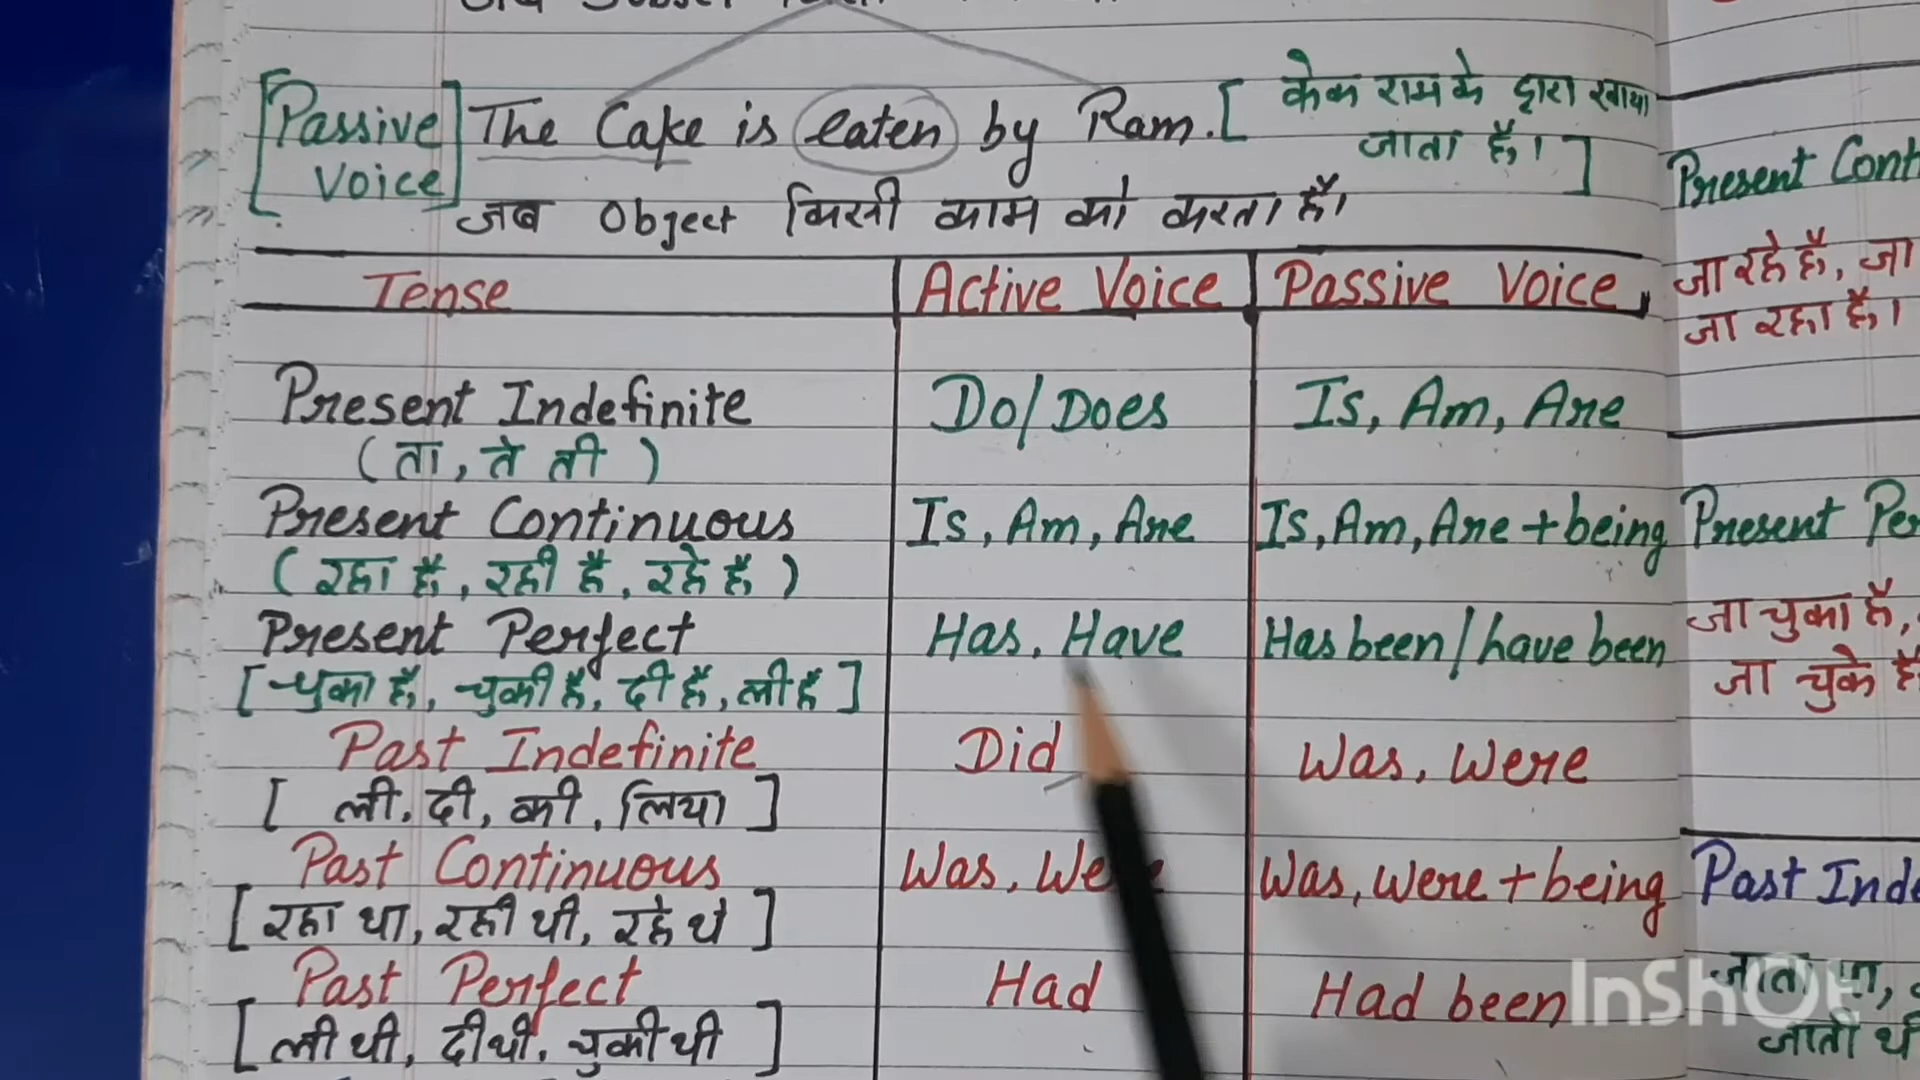 [Passive Voice] The Cake is eaten by Ram. [केक राम के द्वारा खाया जाता है।]
जब Object किसी काम को करता है।
Tense Active Voice Passive Voice
Present Indefinite Do/Does Is, Am, Are
(ता, ते ती)
Present Continuous Is, Am, Are Is, Am, Are + being
(रहा है, रही है, रहे है)
Present Perfect Has, Have Has been/have been
[चुका है, चुकी है, दी है, ली है]
Past Indefinite Did Was, Were
[ली, दी, की, लिया]
Past Continuous Was, Were + being
[रहा था, रही थी, रहे थे]
Past Perfect Had Had been
[ली थी, दी थी, चुकी थी]
Present
जा रहे है, जा
जा रहा है।
Present
जा चुका है,
जा चुके है
Past
जाती थी
InShOt